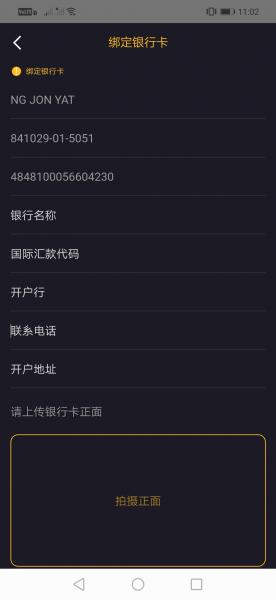 11:02
绑定银行卡
绑定银行卡
NG JON YAT
841029-01-5051
4848100056604230
银行名称
国际汇款代码
开户行
联系电话
开户地址
请上传银行卡正面
拍摄正面